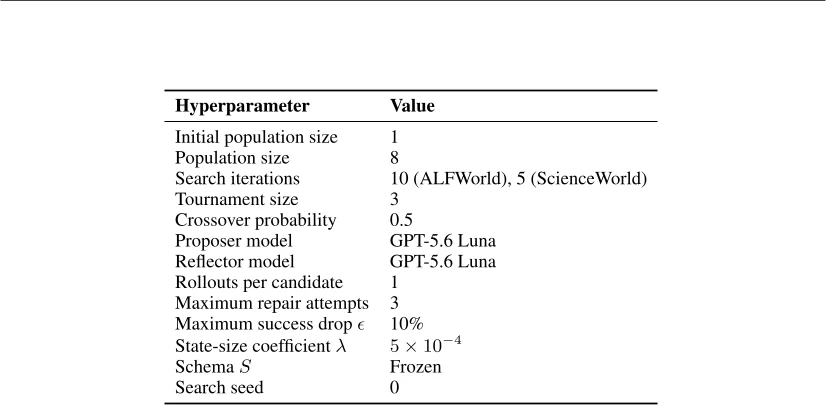 Hyperparameter Value
Initial population size 1
Population size 8
Search iterations 10 (ALFWorld), 5 (ScienceWorld)
Tournament size 3
Crossover probability 0.5
Proposer model GPT-5.6 Luna
Reflector model GPT-5.6 Luna
Rollouts per candidate 1
Maximum repair attempts 3
Maximum success drop ϵ 10%
State-size coefficient λ 5 × 10⁻⁴
Schema S Frozen
Search seed 0